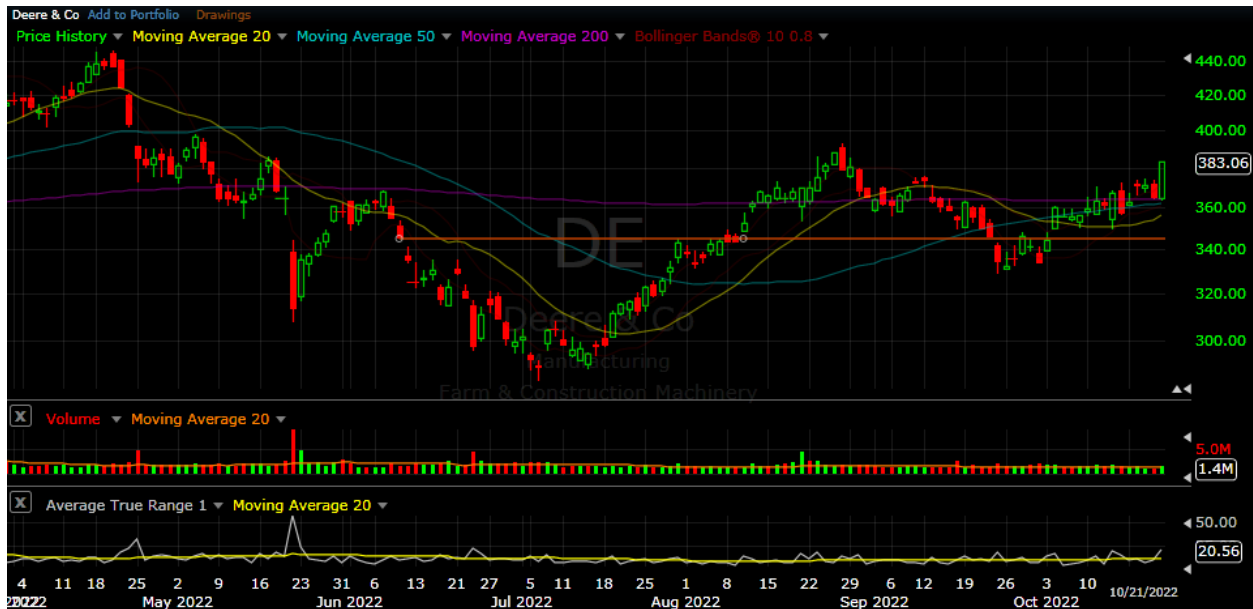 Deere & Co Add to Portfolio Drawings
Price History Moving Average 20 Moving Average 50 Moving Average 200 Bollinger Bands® 10 0.8
440.00
420.00
400.00
383.06
360.00
340.00
320.00
300.00
DE
Deere & Co
Manufacturing
Farm & Construction Machinery
X Volume Moving Average 20
5.0M
1.4M
X Average True Range 1 Moving Average 20
50.00
20.56
4 11 18 25 2 9 16 23 31 6 13 21 27 5 11 18 25 1 8 15 22 29 6 12 19 26 3 10 10/21/2022
2022 May 2022 Jun 2022 Jul 2022 Aug 2022 Sep 2022 Oct 2022